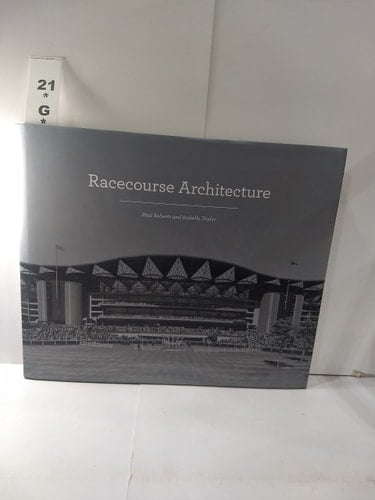 21
*
G
*
Racecourse Architecture
Paul Roberts and Isabelle Taylor